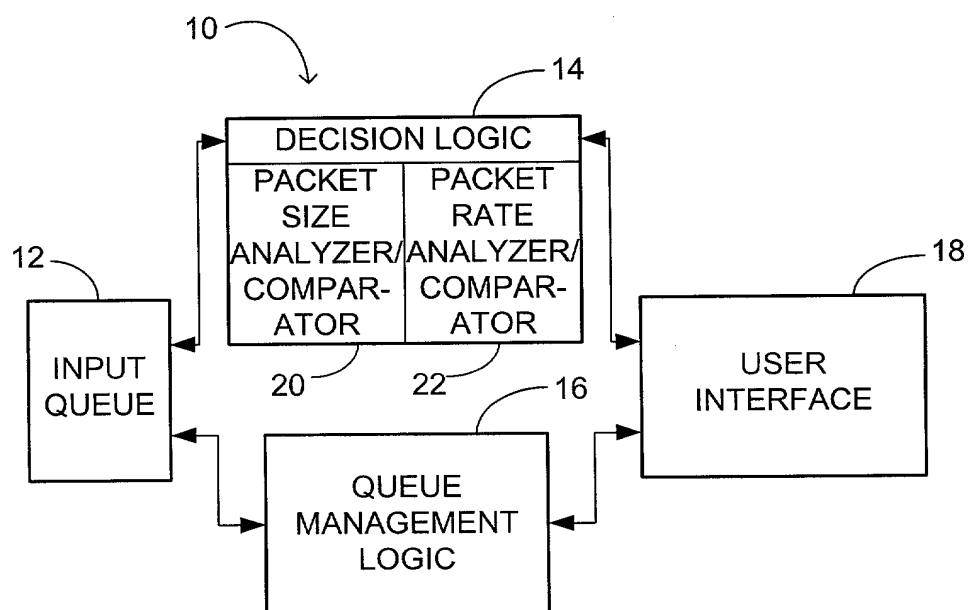 10
14
DECISION LOGIC
PACKET
SIZE
ANALYZER/
COMPAR-
ATOR
PACKET
RATE
ANALYZER/
COMPAR-
ATOR
12
18
INPUT
QUEUE
20
22
16
USER
INTERFACE
QUEUE
MANAGEMENT
LOGIC